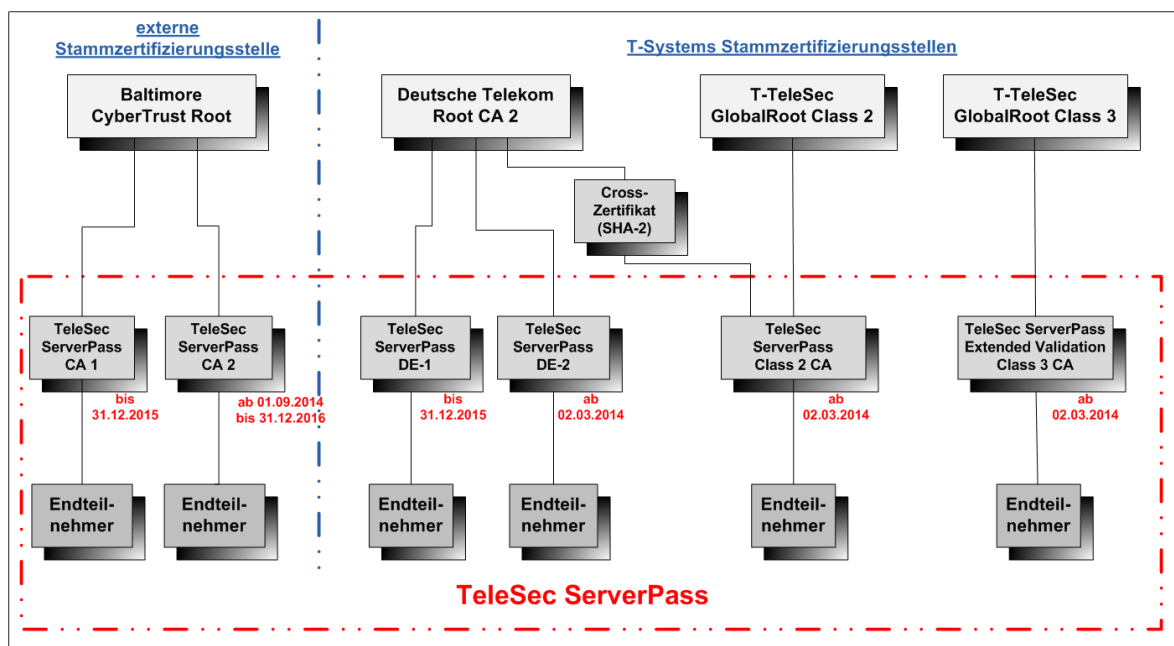 externe
Stammzertifizierungsstelle
T-Systems Stammzertifizierungsstellen
Baltimore
CyberTrust Root
Deutsche Telekom
Root CA 2
T-TeleSec
GlobalRoot Class 2
T-TeleSec
GlobalRoot Class 3
Cross-
Zertifikat
(SHA-2)
TeleSec
ServerPass
CA 1
bis
31.12.2015
TeleSec
ServerPass
CA 2
ab 01.09.2014
bis 31.12.2016
TeleSec
ServerPass
DE-1
bis
31.12.2015
TeleSec
ServerPass
DE-2
ab
02.03.2014
TeleSec
ServerPass
Class 2 CA
ab
02.03.2014
TeleSec ServerPass
Extended Validation
Class 3 CA
ab
02.03.2014
Endteil-
nehmer
Endteil-
nehmer
Endteil-
nehmer
Endteil-
nehmer
Endteil-
nehmer
Endteil-
nehmer
TeleSec ServerPass